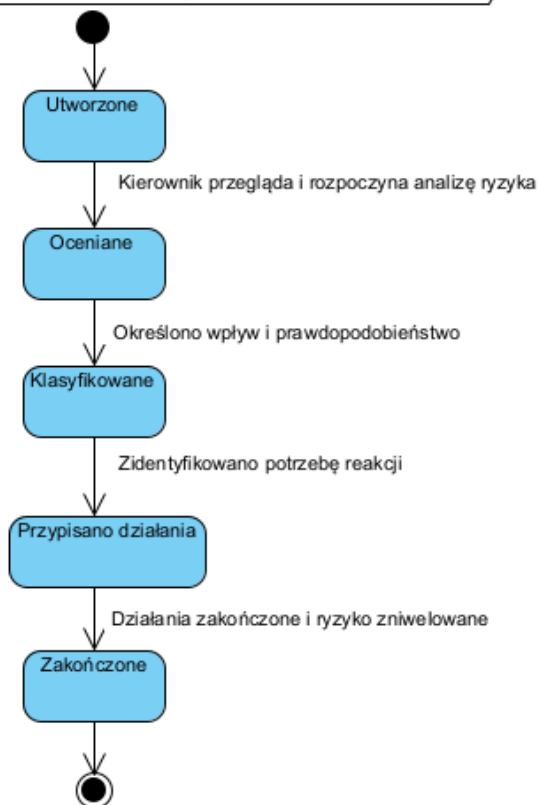 Utworzone
Kierownik przegląda i rozpoczyna analizę ryzyka
Oceniane
Określono wpływ i prawdopodobieństwo
Klasyfikowane
Zidentyfikowano potrzebę reakcji
Przypisano działania
Działania zakończone i ryzyko zniwelowane
Zakończone